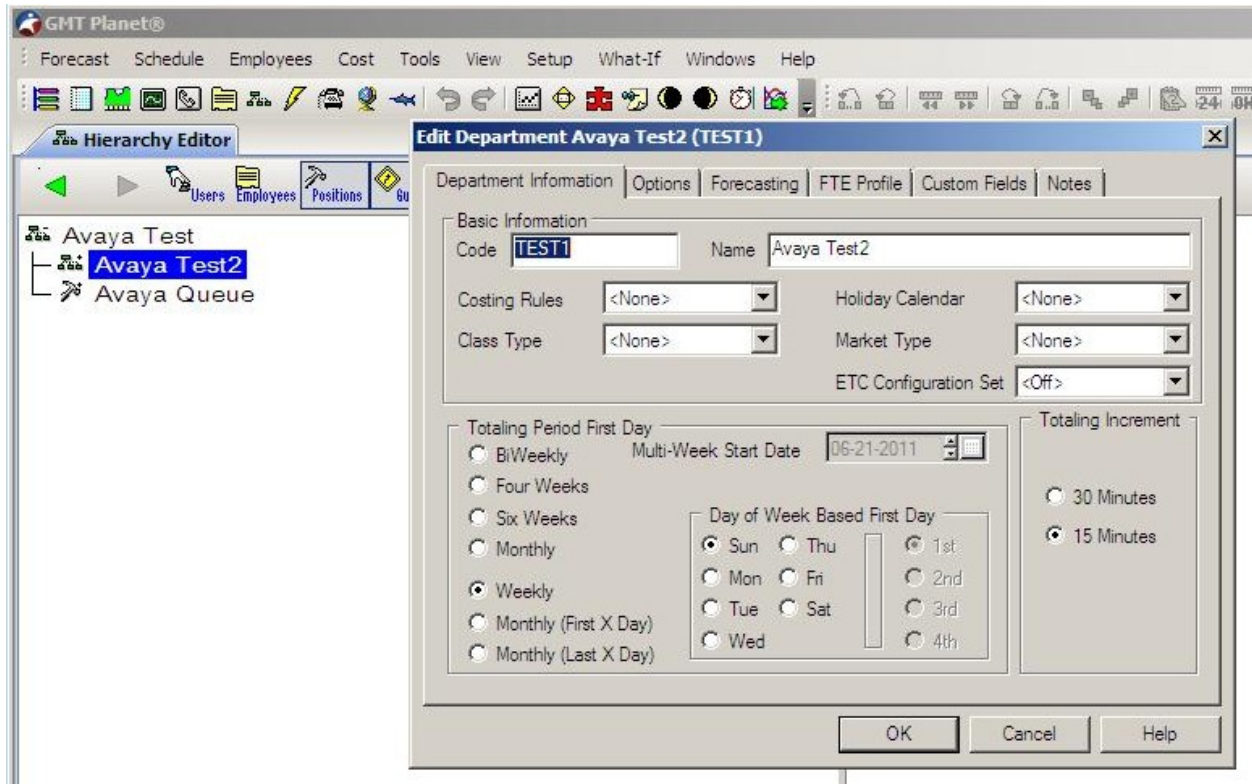 GMT Planet®
Forecast Schedule Employees Cost Tools View Setup What-If Windows Help
Hierarchy Editor
Users Employees Positions
Avaya Test
Avaya Test2
Avaya Queue
Edit Department Avaya Test2 (TEST1)
Department Information Options Forecasting FTE Profile Custom Fields Notes
Basic Information
Code TEST1 Name Avaya Test2
Costing Rules <None> Holiday Calendar <None>
Class Type <None> Market Type <None>
ETC Configuration Set <Off>
Totaling Period First Day
BiWeekly Multi-Week Start Date 06-21-2011
Four Weeks
Six Weeks
Monthly
Weekly
Monthly (First X Day)
Monthly (Last X Day)
Day of Week Based First Day
Sun Thu 1st
Mon Fri 2nd
Tue Sat 3rd
Wed 4th
Totaling Increment
30 Minutes
15 Minutes
OK Cancel Help